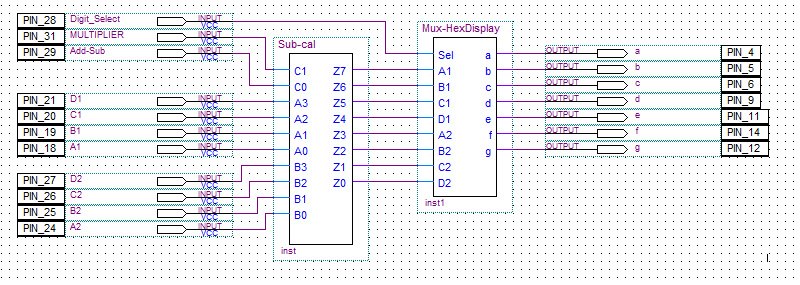 PIN_28 Digit_Select INPUT VCC
PIN_31 MULTIPLIER INPUT VCC
PIN_29 Add-Sub INPUT VCC
PIN_21 D1 INPUT VCC
PIN_20 C1 INPUT VCC
PIN_19 B1 INPUT VCC
PIN_18 A1 INPUT VCC
PIN_27 D2 INPUT VCC
PIN_26 C2 INPUT VCC
PIN_25 B2 INPUT VCC
PIN_24 A2 INPUT VCC
Sub-cal
C1 Z7
C0 Z6
A3 Z5
A2 Z4
A1 Z3
A0 Z2
B3 Z1
B2 Z0
B1
B0
inst
Mux-HexDisplay
Sel a
A1 b
B1 c
C1 d
D1 e
A2 f
B2 g
C2
D2
inst1
OUTPUT a PIN_4
OUTPUT b PIN_5
OUTPUT c PIN_6
OUTPUT d PIN_9
OUTPUT e PIN_11
OUTPUT f PIN_14
OUTPUT g PIN_12